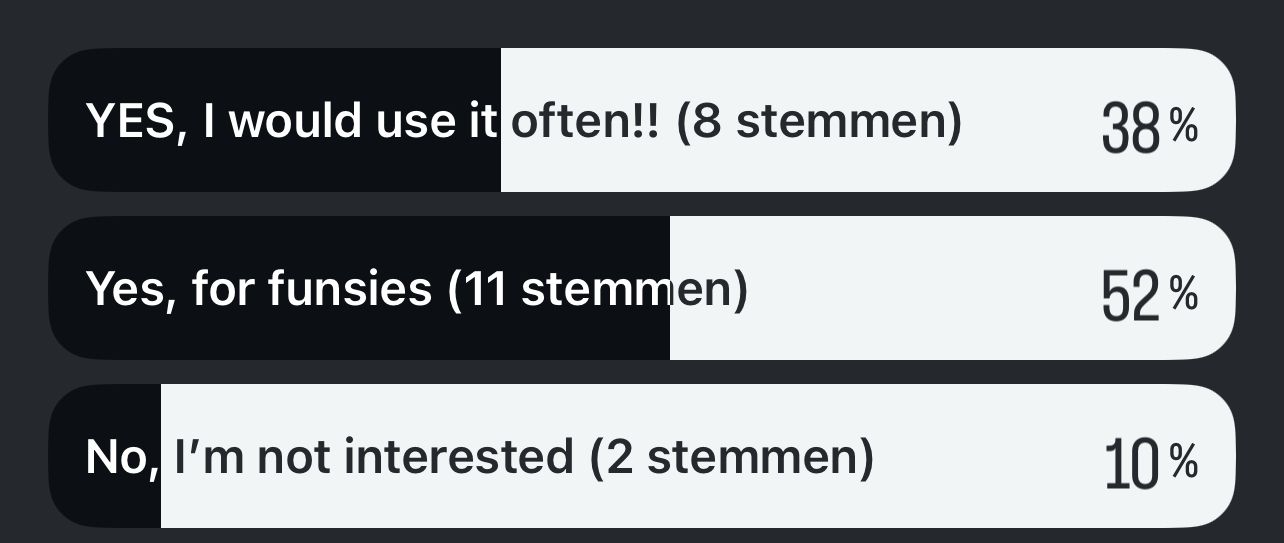 YES, I would use it often!! (8 stemmen) 38%
Yes, for funsies (11 stemmen) 52%
No, I’m not interested (2 stemmen) 10%